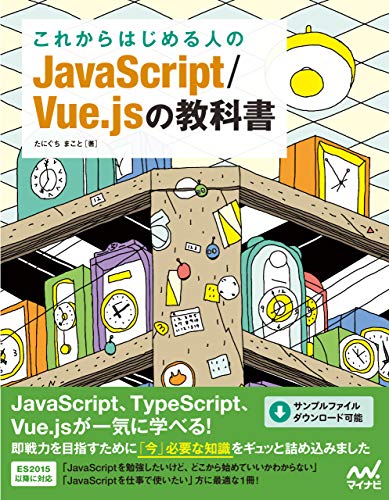 これからはじめる人の
JavaScript/
Vue.jsの教科書
たにぐち まこと[著]
JavaScript、TypeScript、
Vue.jsが一気に学べる!
即戦力を目指すために「今」必要な知識をギュッと詰め込みました
サンプルファイル
ダウンロード可能
ES2015
以降に対応
「JavaScriptを勉強したいけど、どこから始めていいかわからない」
「JavaScriptを仕事で使いたい」方に最適な1冊!
マイナビ